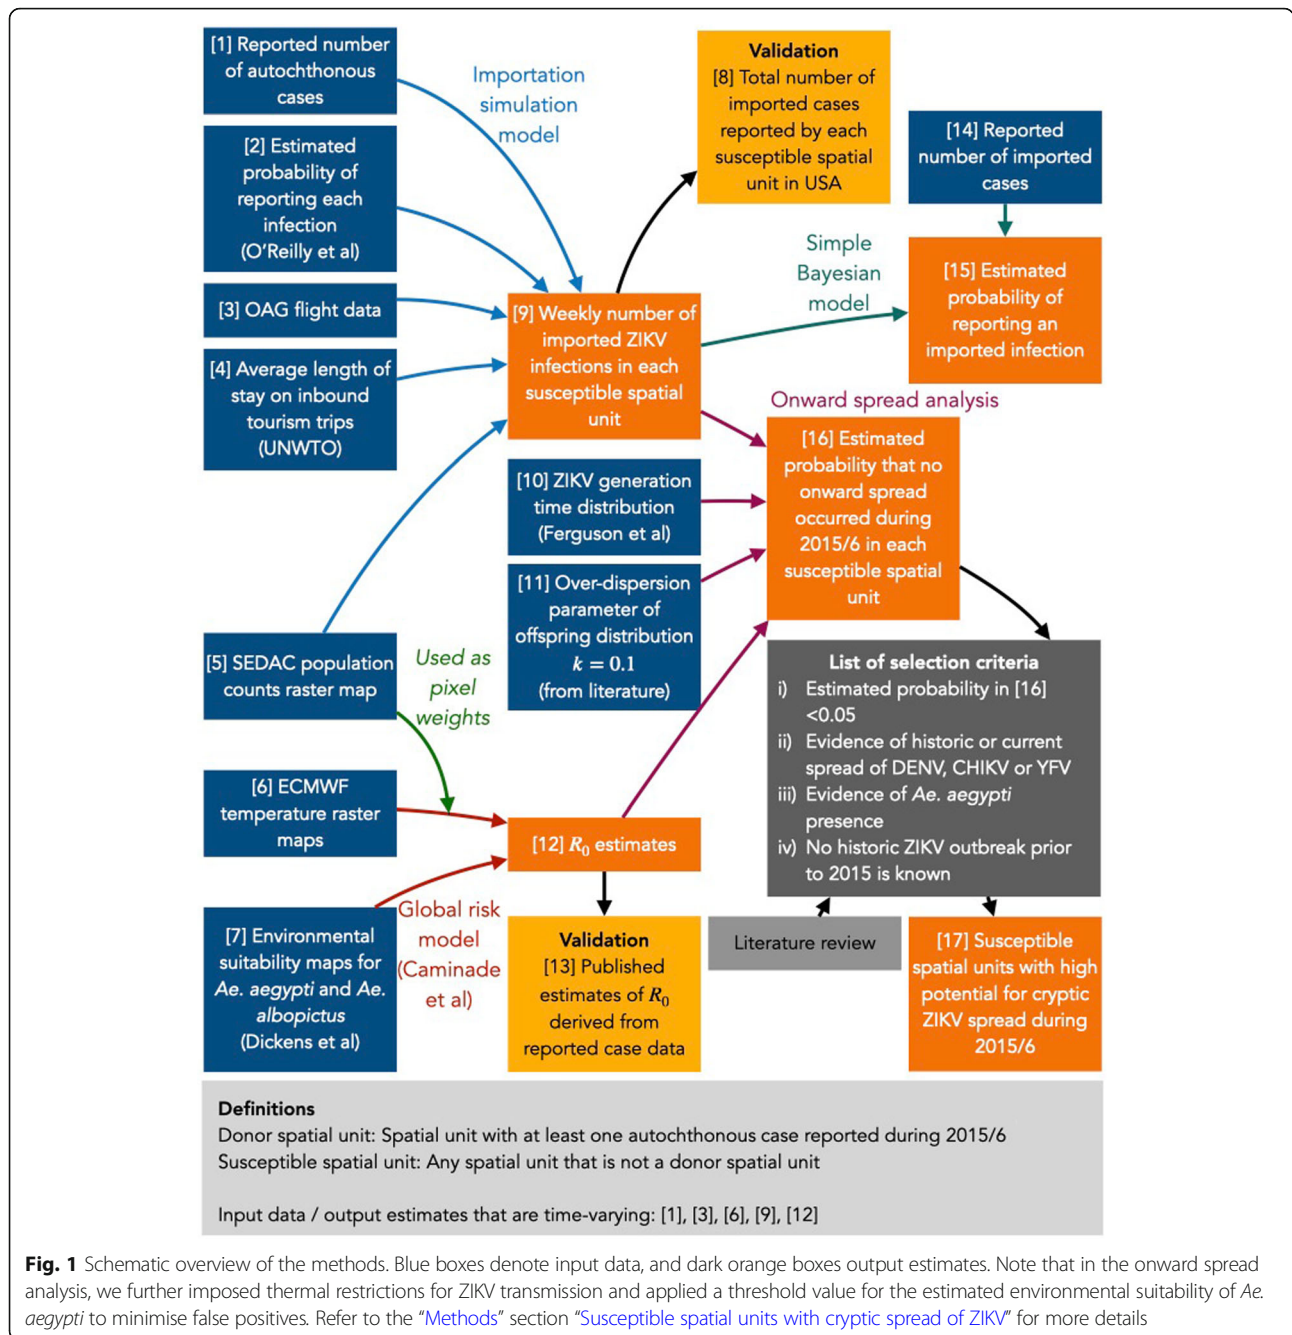 [1] Reported number
of autochthonous
cases
[2] Estimated
probability of
reporting each
infection
(O'Reilly et al)
[3] OAG flight data
[4] Average length of
stay on inbound
tourism trips
(UNWTO)
[5] SEDAC population
counts raster map
[6] ECMWF
temperature raster
maps
[7] Environmental
suitability maps for
Ae. aegypti and Ae.
albopictus
(Dickens et al)
Importation
simulation
model
Used as
pixel
weights
Global risk
model
(Caminade
et al)
Validation
[8] Total number of
imported cases
reported by each
susceptible spatial
unit in USA
[9] Weekly number of
imported ZIKV
infections in each
susceptible spatial
unit
[10] ZIKV generation
time distribution
(Ferguson et al)
[11] Over-dispersion
parameter of
offspring distribution
k = 0.1
(from literature)
[12] R0 estimates
Validation
[13] Published
estimates of R0
derived from
reported case data
[14] Reported
number of imported
cases
Simple
Bayesian
model
[15] Estimated
probability of
reporting an
imported infection
Onward spread analysis
[16] Estimated
probability that no
onward spread
occurred during
2015/6 in each
susceptible spatial
unit
List of selection criteria
i) Estimated probability in [16]
<0.05
ii) Evidence of historic or current
spread of DENV, CHIKV or YFV
iii) Evidence of Ae. aegypti
presence
iv) No historic ZIKV outbreak prior
to 2015 is known
Literature review
[17] Susceptible
spatial units with high
potential for cryptic
ZIKV spread during
2015/6
Definitions
Donor spatial unit: Spatial unit with at least one autochthonous case reported during 2015/6
Susceptible spatial unit: Any spatial unit that is not a donor spatial unit
Input data / output estimates that are time-varying: [1], [3], [6], [9], [12]
Fig. 1 Schematic overview of the methods. Blue boxes denote input data, and dark orange boxes output estimates. Note that in the onward spread
analysis, we further imposed thermal restrictions for ZIKV transmission and applied a threshold value for the estimated environmental suitability of Ae.
aegypti to minimise false positives. Refer to the “Methods” section “Susceptible spatial units with cryptic spread of ZIKV” for more details